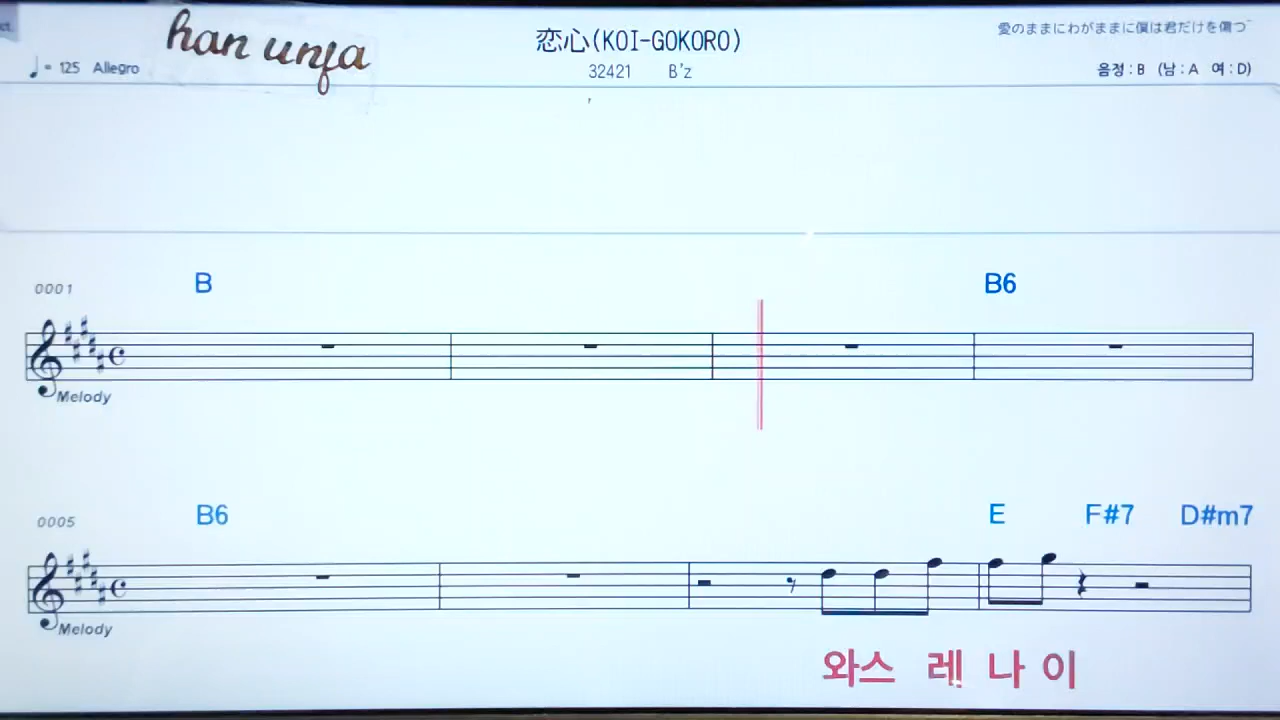 han unfa
恋心(KOI-GOKORO)
愛のままにわがままに僕は君だけを傷つ
♩= 125 Allegro
32421 B'z
음정 : B (남 : A 여 : D)
0001 B B6
Melody
0005 B6 E F#7 D#m7
Melody
와스 레 나 이